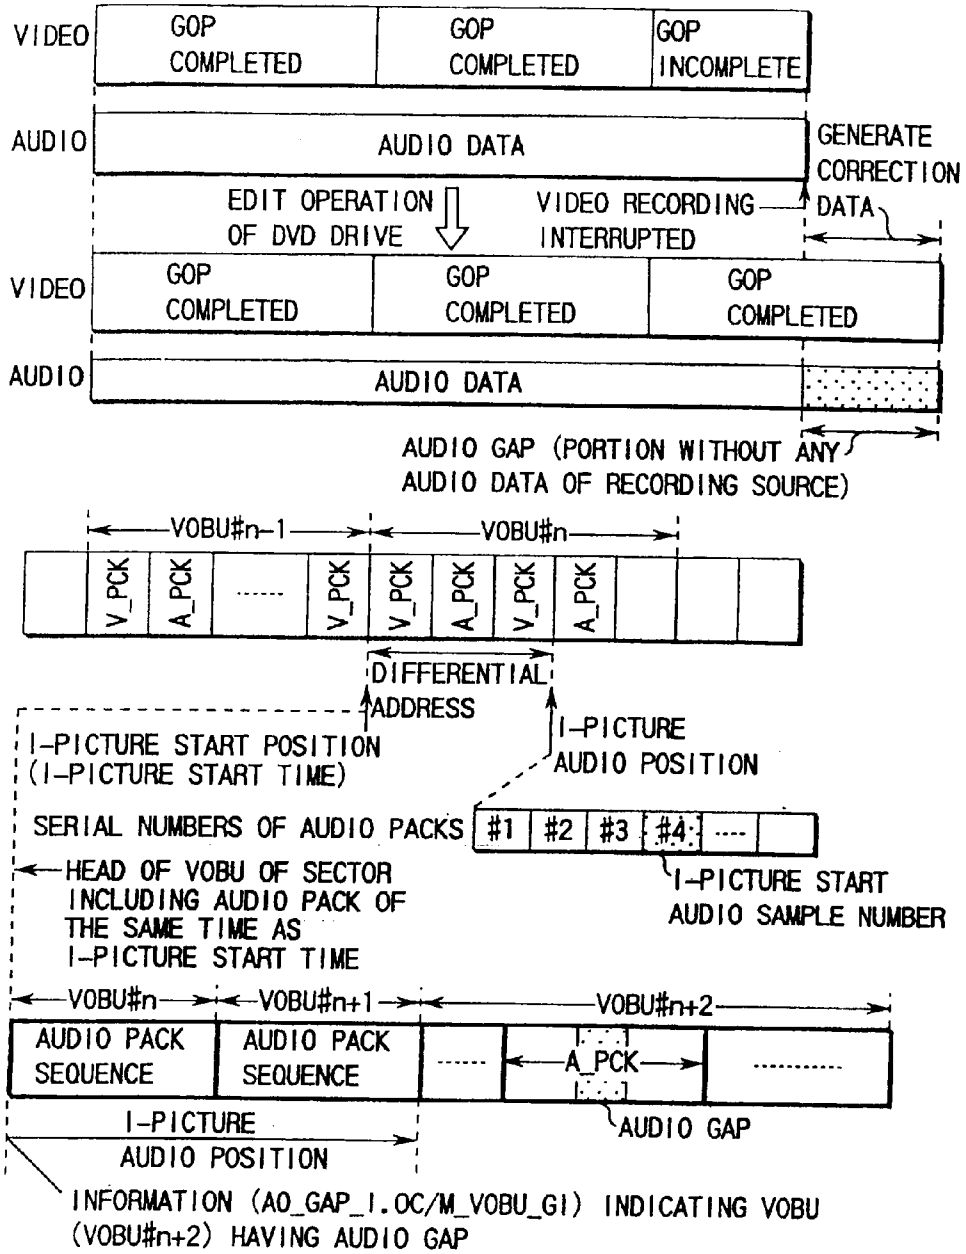 VIDEO
GOP
COMPLETED
GOP
COMPLETED
GOP
INCOMPLETE
AUDIO
AUDIO DATA
GENERATE
CORRECTION
DATA
EDIT OPERATION
OF DVD DRIVE
VIDEO RECORDING
INTERRUPTED
VIDEO
GOP
COMPLETED
GOP
COMPLETED
GOP
COMPLETED
AUDIO
AUDIO DATA
AUDIO GAP (PORTION WITHOUT ANY
AUDIO DATA OF RECORDING SOURCE)
VOBU#n-1
VOBU#n
V_PCK
A_PCK
-----
V_PCK
V_PCK
A_PCK
V_PCK
A_PCK
DIFFERENTIAL
ADDRESS
I-PICTURE START POSITION
(I-PICTURE START TIME)
I-PICTURE
AUDIO POSITION
SERIAL NUMBERS OF AUDIO PACKS
#1
#2
#3
#4
----
I-PICTURE START
AUDIO SAMPLE NUMBER
HEAD OF VOBU OF SECTOR
INCLUDING AUDIO PACK OF
THE SAME TIME AS
I-PICTURE START TIME
VOBU#n
VOBU#n+1
VOBU#n+2
AUDIO PACK
SEQUENCE
AUDIO PACK
SEQUENCE
-----
A_PCK
----------
AUDIO GAP
I-PICTURE
AUDIO POSITION
INFORMATION (A0_GAP_I.OC/M_VOBU_GI) INDICATING VOBU
(VOBU#n+2) HAVING AUDIO GAP